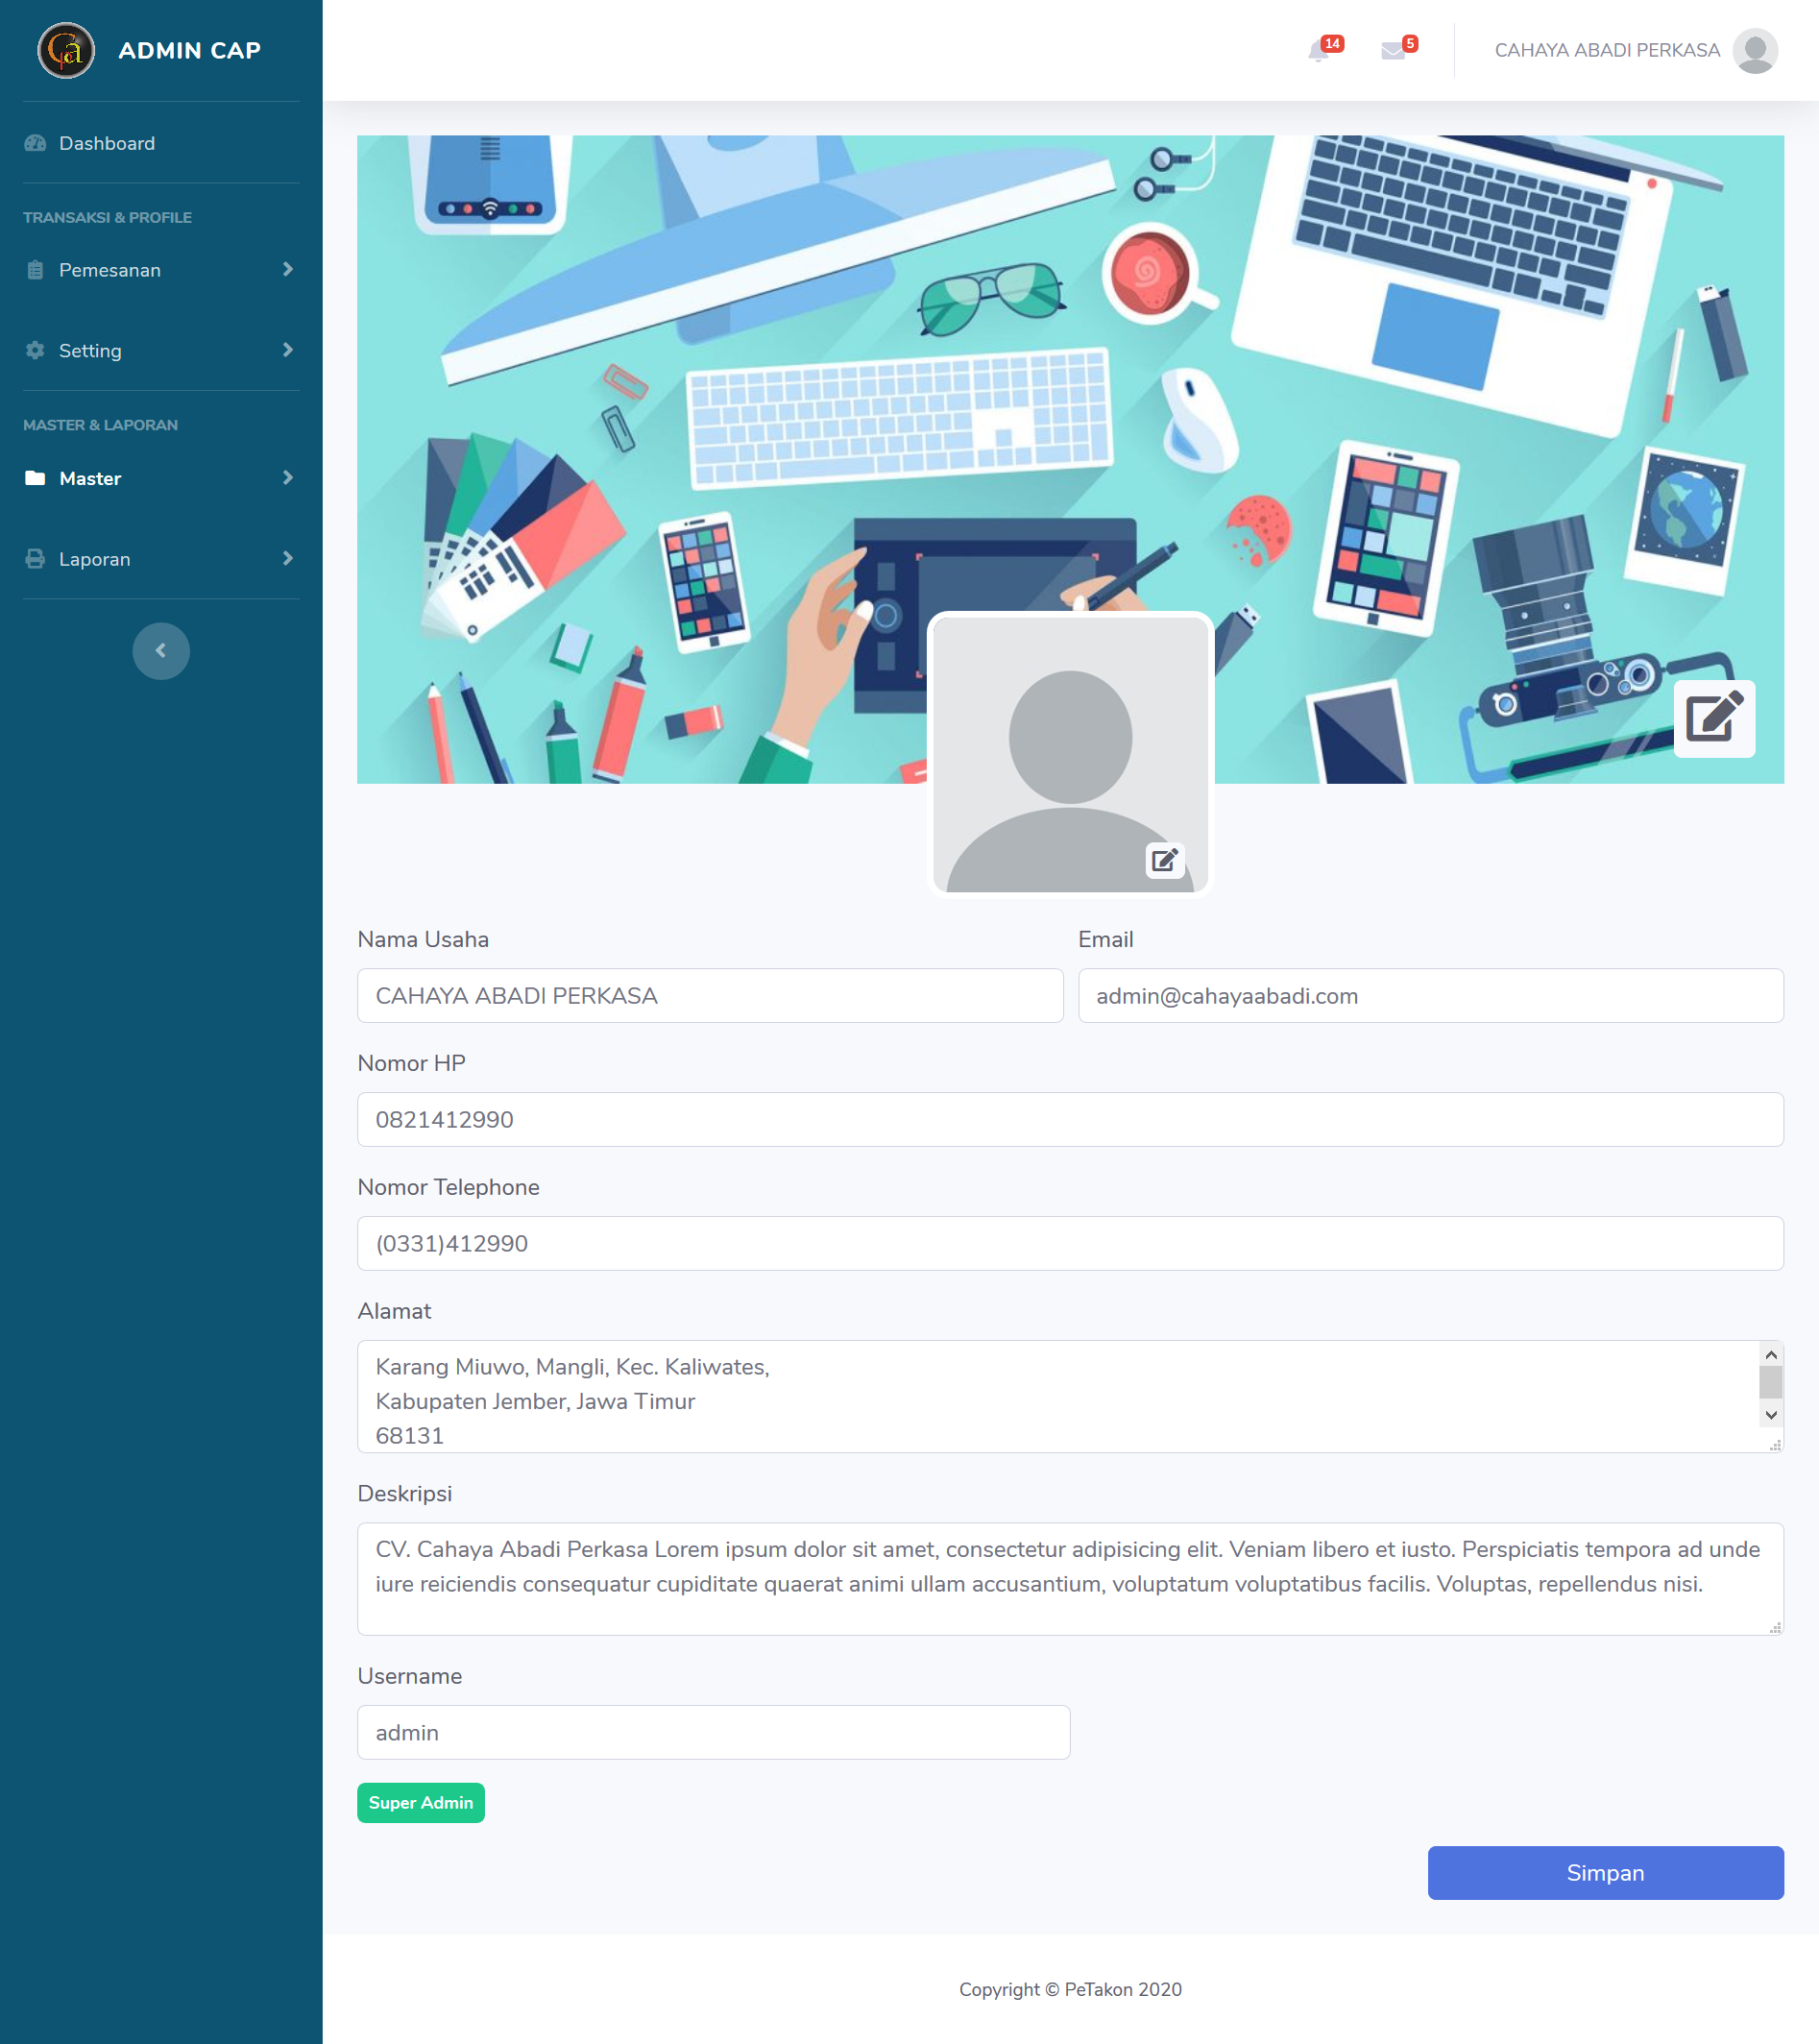 ADMIN CAP
14
5
CAHAYA ABADI PERKASA
Dashboard
TRANSAKSI & PROFILE
Pemesanan
Setting
MASTER & LAPORAN
Master
Laporan
Nama Usaha
Email
CAHAYA ABADI PERKASA
admin@cahayaabadi.com
Nomor HP
0821412990
Nomor Telephone
(0331)412990
Alamat
Karang Miuwo, Mangli, Kec. Kaliwates,
Kabupaten Jember, Jawa Timur
68131
Deskripsi
CV. Cahaya Abadi Perkasa Lorem ipsum dolor sit amet, consectetur adipisicing elit. Veniam libero et iusto. Perspiciatis tempora ad unde
iure reiciendis consequatur cupiditate quaerat animi ullam accusantium, voluptatum voluptatibus facilis. Voluptas, repellendus nisi.
Username
admin
Super Admin
Simpan
Copyright © PeTakon 2020